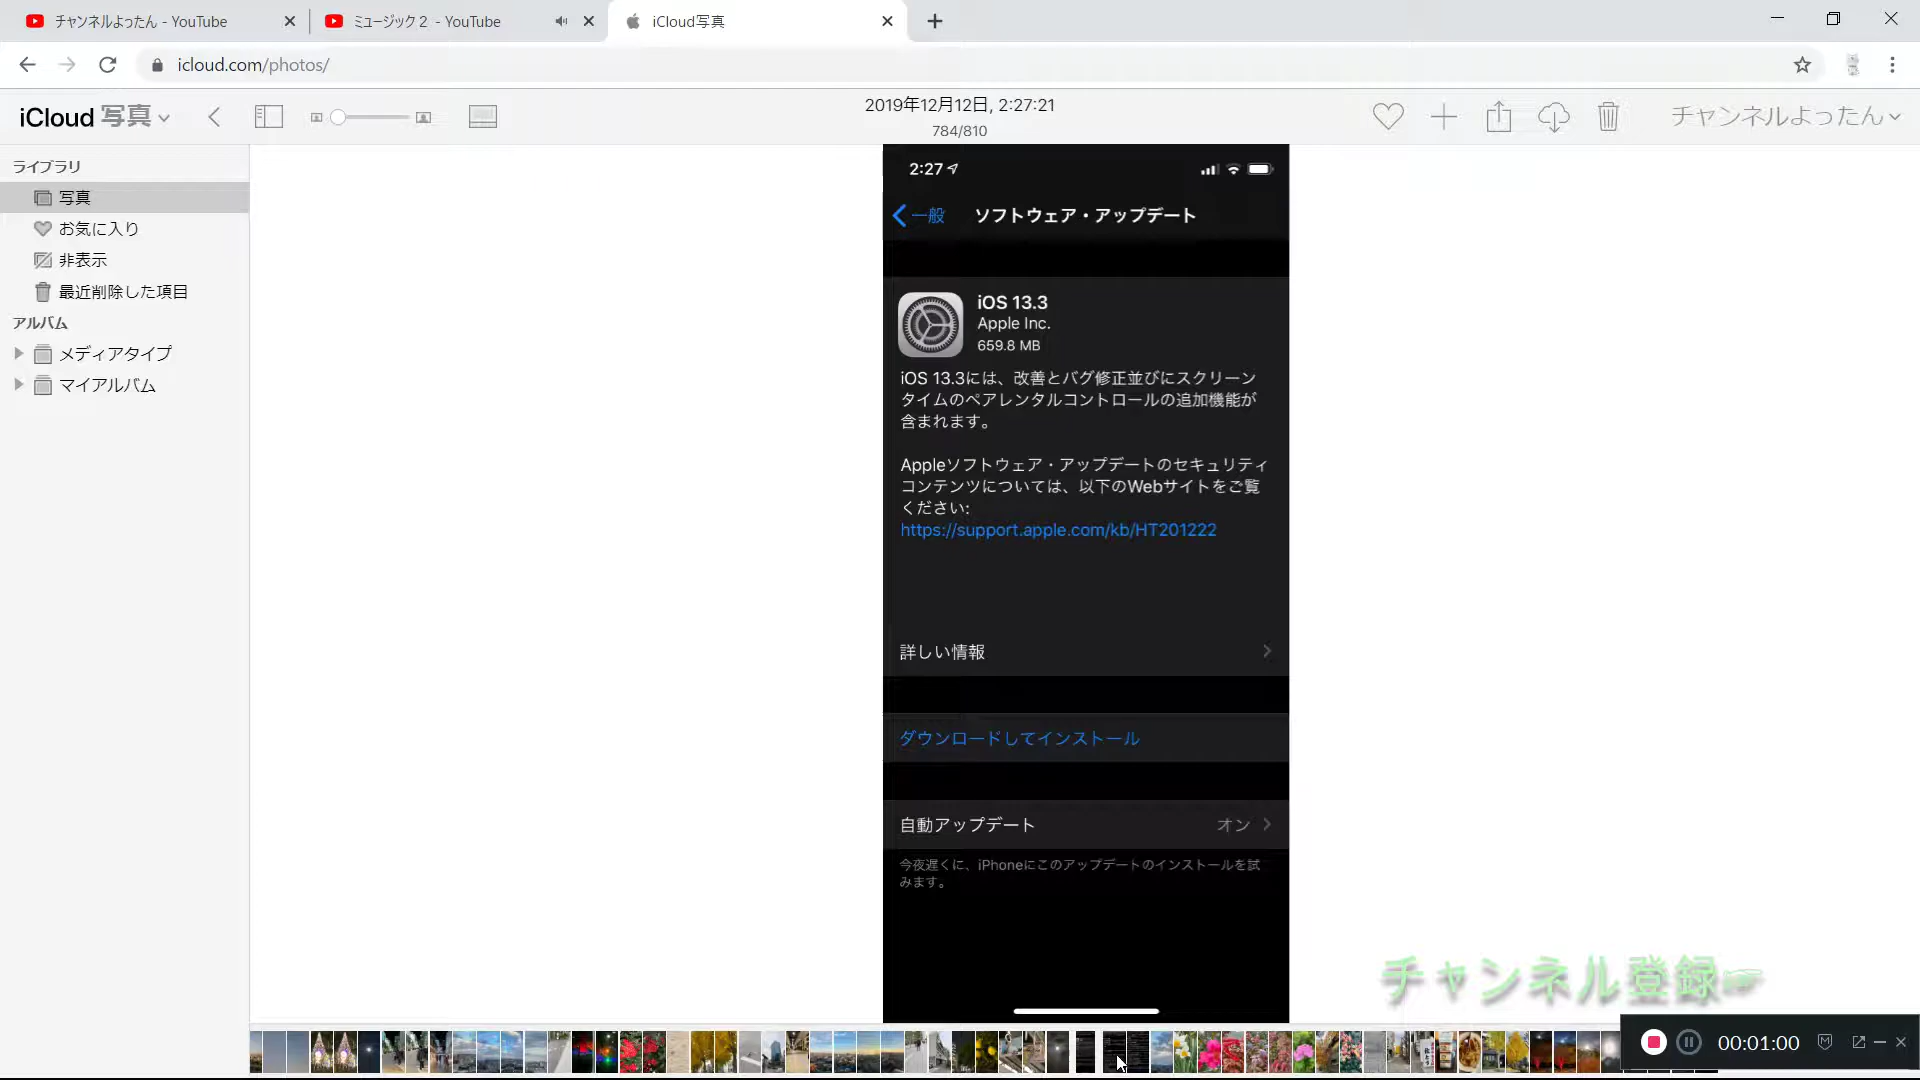 チャンネルよったん - YouTube
ミュージック２ - YouTube
iCloud写真
icloud.com/photos/
iCloud 写真
2019年12月12日, 2:27:21
784/810
チャンネルよったん
ライブラリ
写真
お気に入り
非表示
最近削除した項目
アルバム
メディアタイプ
マイアルバム
2:27
一般
ソフトウェア・アップデート
iOS 13.3
Apple Inc.
659.8 MB
iOS 13.3には、改善とバグ修正並びにスクリーン
タイムのペアレンタルコントロールの追加機能が
含まれます。
Appleソフトウェア・アップデートのセキュリティ
コンテンツについては、以下のWebサイトをご覧
ください:
https://support.apple.com/kb/HT201222
詳しい情報
ダウンロードしてインストール
自動アップデート
オン
今夜遅くに、iPhoneにこのアップデートのインストールを試
みます。
チャンネル登録☞
00:01:00